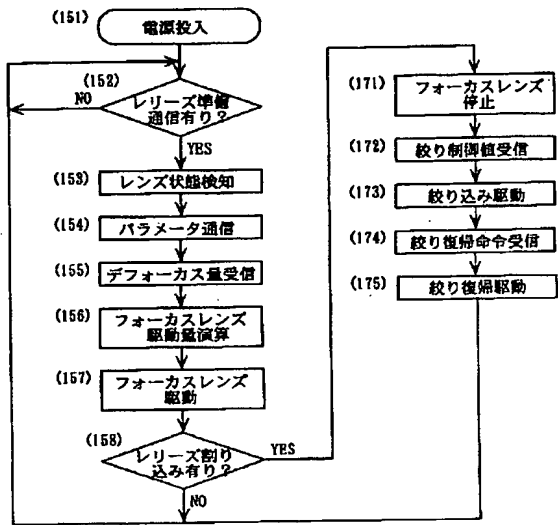 (151)
電源投入
(152)
NO
レリーズ準備
通信有り?
YES
(153)
レンズ状態検知
(154)
パラメータ通信
(155)
デフォーカス量受信
(156)
フォーカスレンズ
駆動量演算
(157)
フォーカスレンズ
駆動
(158)
レリーズ割り
込み有り?
YES
NO
(171)
フォーカスレンズ
停止
(172)
絞り制御値受信
(173)
絞り込み駆動
(174)
絞り復帰命令受信
(175)
絞り復帰駆動